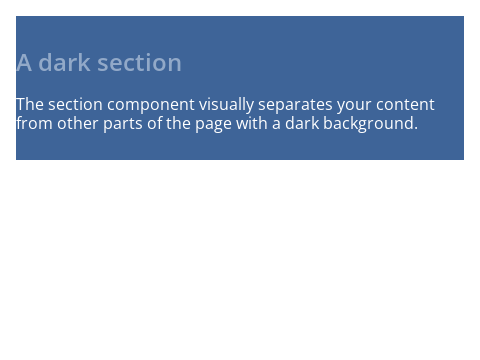 A dark section
The section component visually separates your content
from other parts of the page with a dark background.